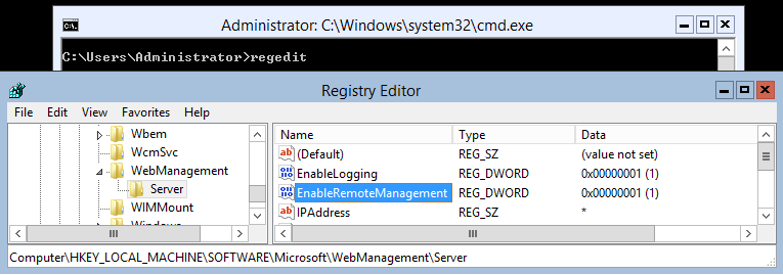 Administrator: C:\Windows\system32\cmd.exe
C:\Users\Administrator>regedit
Registry Editor
File Edit View Favorites Help
Wbem
WcmSvc
WebManagement
Server
WIMMount
Windows
Name Type Data
(Default) REG_SZ (value not set)
EnableLogging REG_DWORD 0x00000001 (1)
EnableRemoteManagement REG_DWORD 0x00000001 (1)
IPAddress REG_SZ *
Computer\HKEY_LOCAL_MACHINE\SOFTWARE\Microsoft\WebManagement\Server